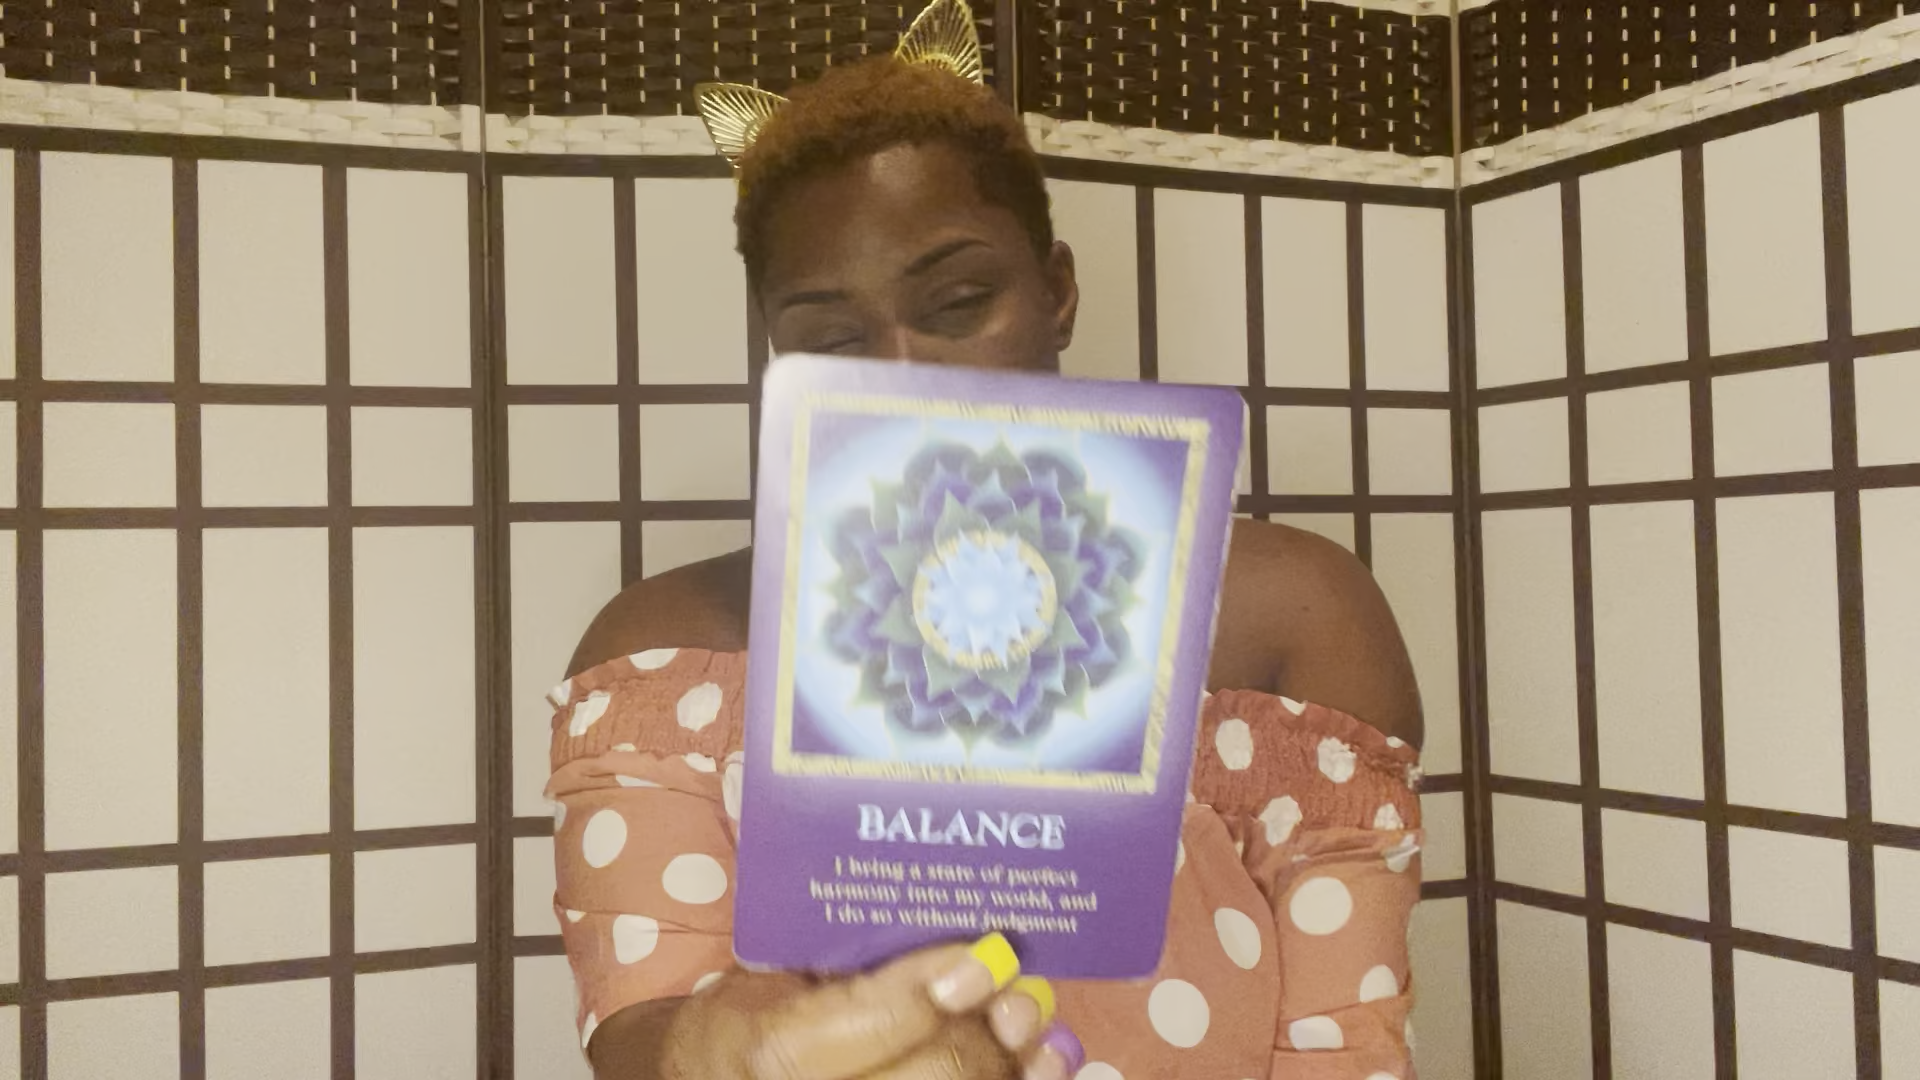 BALANCE
I bring a state of perfect
harmony into my world, and
I do so without judgment